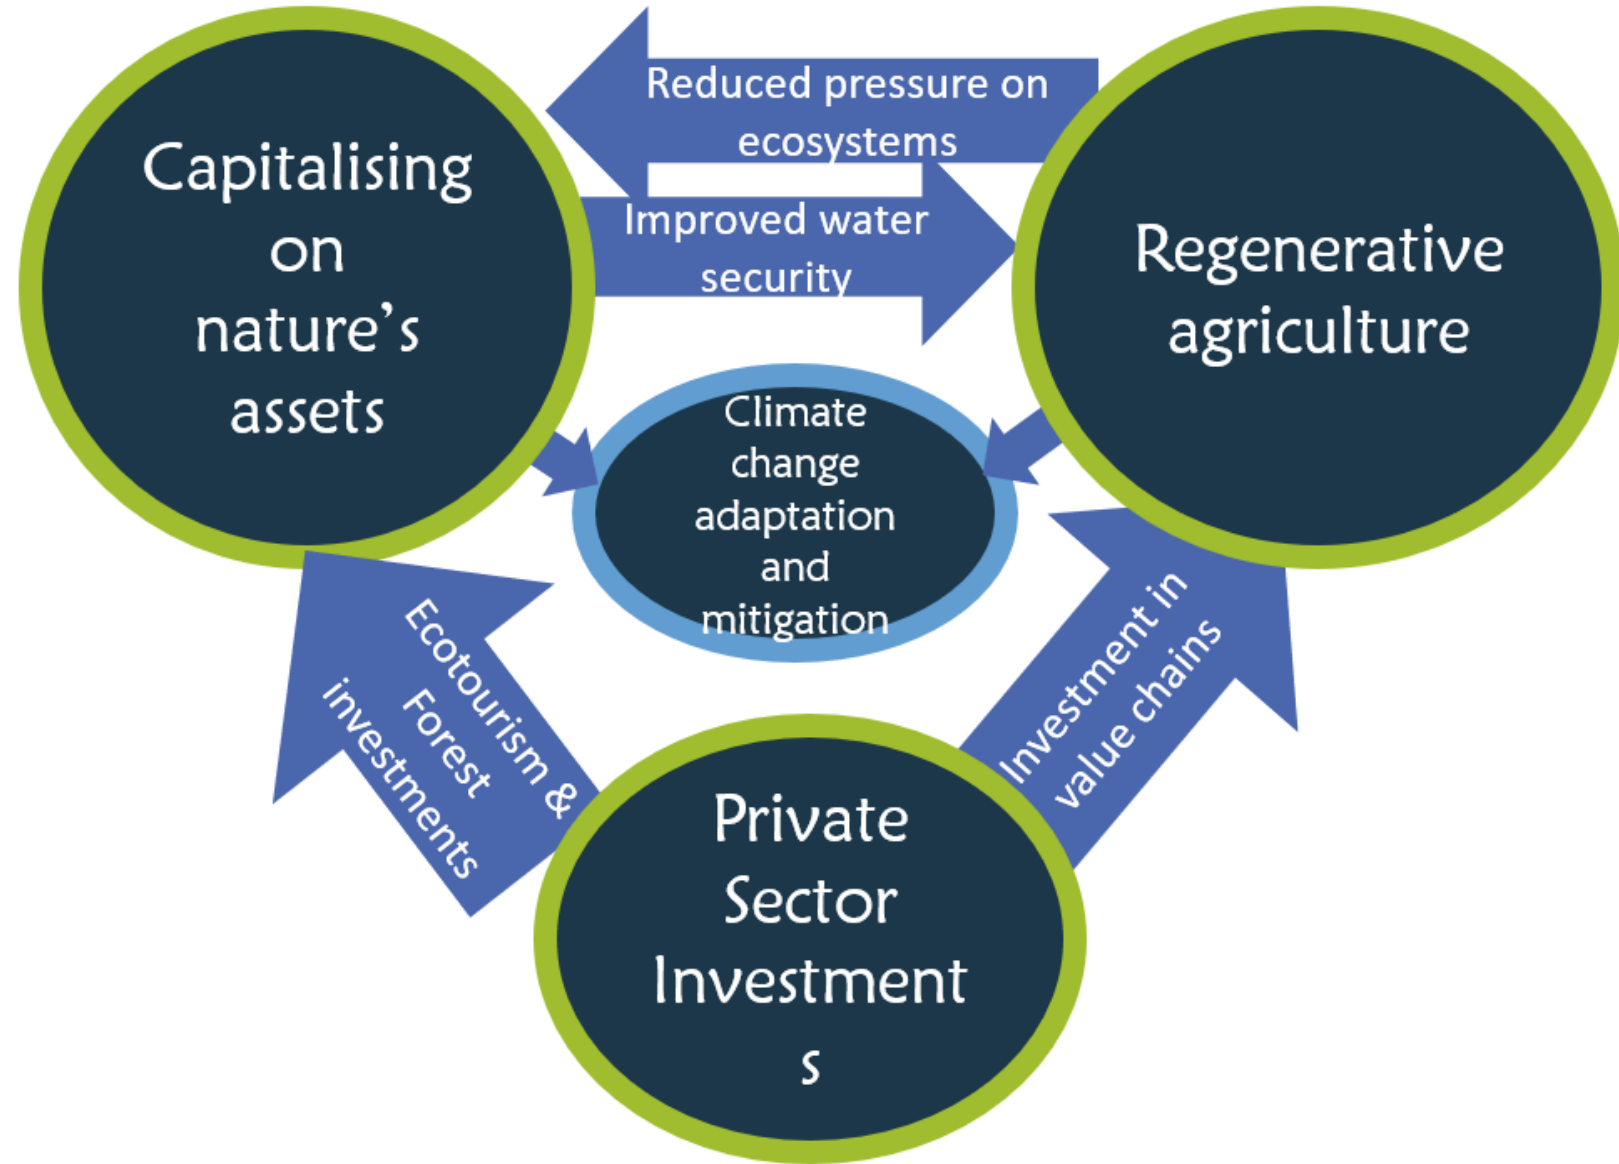 Capitalising
on
nature's
assets
Reduced pressure on
ecosystems
Improved water
security
Regenerative
agriculture
Climate
change
adaptation
and
mitigation
Ecotourism &
Forest
investments
Investment in
value chains
Private
Sector
Investment
s